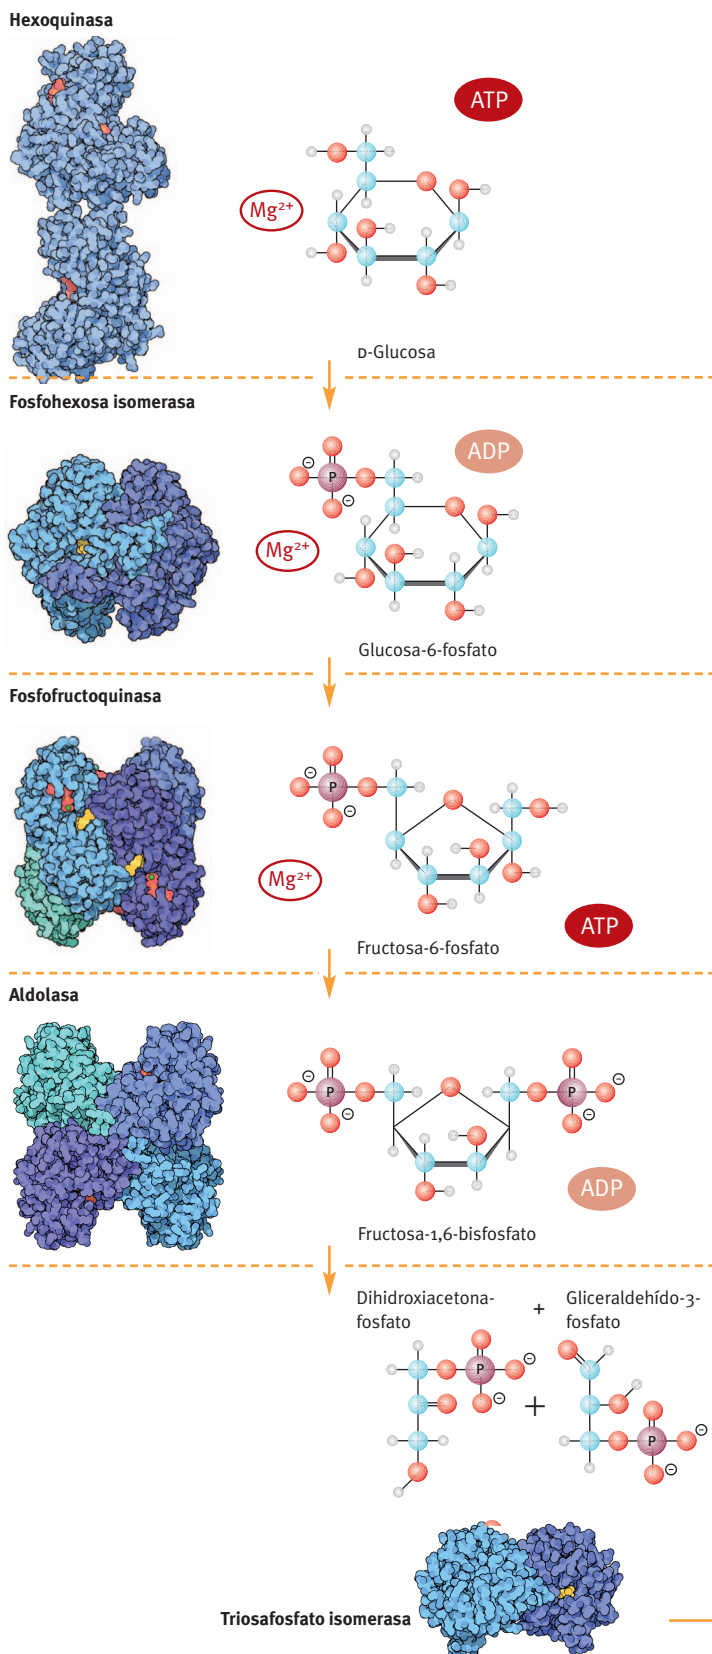 Hexoquinasa
ATP
Mg²⁺
D-Glucosa
Fosfohexosa isomerasa
ADP
P
Mg²⁺
Glucosa-6-fosfato
Fosfofructoquinasa
P
Mg²⁺
ATP
Fructosa-6-fosfato
Aldolasa
P
P
ADP
Fructosa-1,6-bisfosfato
Dihidroxiacetona-
fosfato
+
Gliceraldehído-3-
fosfato
P
+
P
Triosafosfato isomerasa